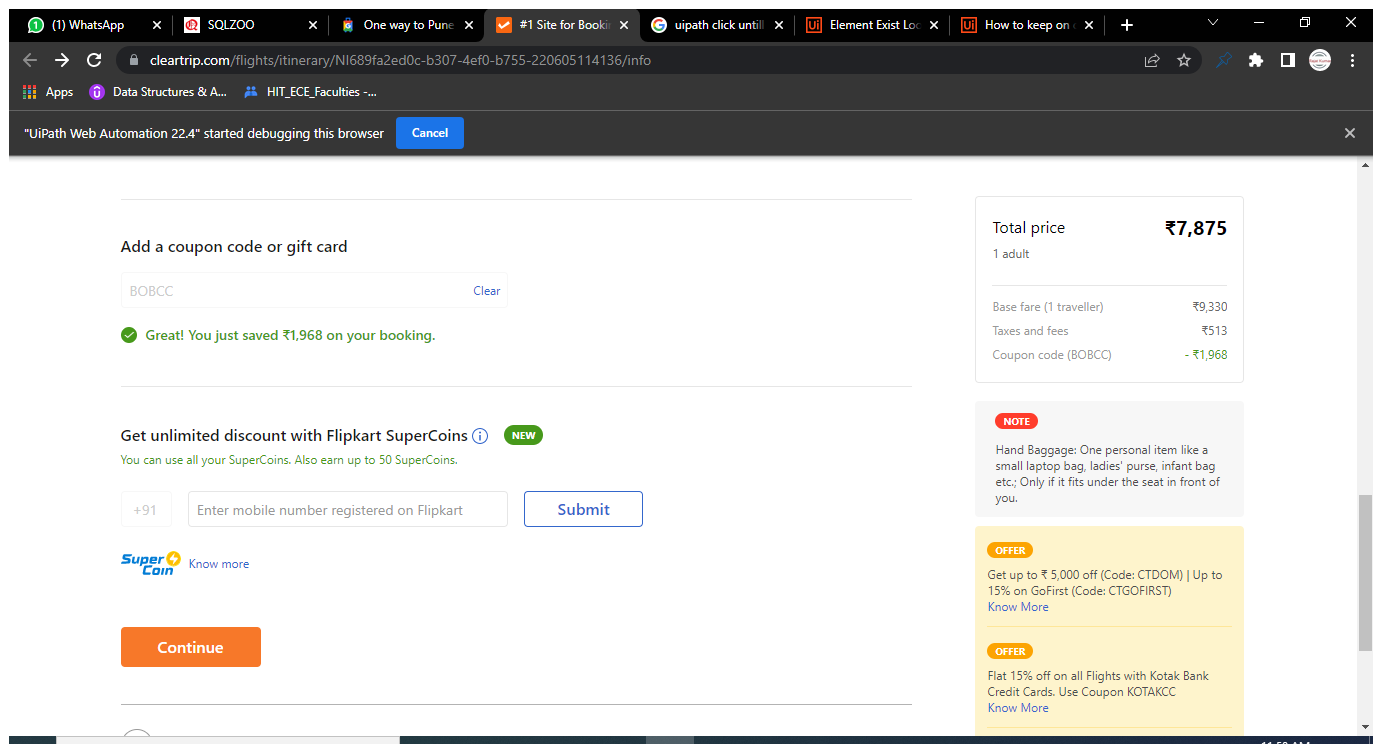 (1) WhatsApp
SQLZOO
One way to Pune
#1 Site for Bookin
uipath click untill
Element Exist Loc
How to keep on c
cleartrip.com/flights/itinerary/NI689fa2ed0c-b307-4ef0-b755-220605114136/info
Apps
Data Structures & A...
HIT_ECE_Faculties -...
"UiPath Web Automation 22.4" started debugging this browser
Cancel
Add a coupon code or gift card
BOBCC
Clear
Great! You just saved ₹1,968 on your booking.
Get unlimited discount with Flipkart SuperCoins
NEW
You can use all your SuperCoins. Also earn up to 50 SuperCoins.
+91
Enter mobile number registered on Flipkart
Submit
Super
Coin
Know more
Continue
Total price
₹7,875
1 adult
Base fare (1 traveller)
₹9,330
Taxes and fees
₹513
Coupon code (BOBCC)
- ₹1,968
NOTE
Hand Baggage: One personal item like a
small laptop bag, ladies' purse, infant bag
etc.; Only if it fits under the seat in front of
you.
OFFER
Get up to ₹ 5,000 off (Code: CTDOM) | Up to
15% on GoFirst (Code: CTGOFIRST)
Know More
OFFER
Flat 15% off on all Flights with Kotak Bank
Credit Cards. Use Coupon KOTAKCC
Know More